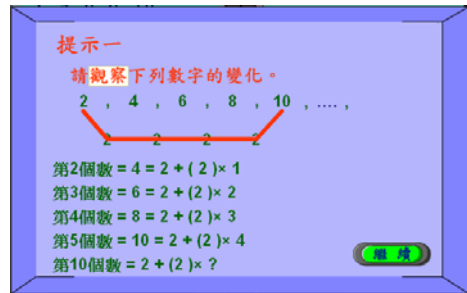 提示一
請觀察下列數字的變化。
2 , 4 , 6 , 8 , 10 , .... ,
2 2 2 2
第2個數 = 4 = 2 + ( 2 )× 1
第3個數 = 6 = 2 + (2 )× 2
第4個數 = 8 = 2 + (2 )× 3
第5個數 = 10 = 2 + (2 )× 4
第10個數 = 2 + (2 )× ?
繼續